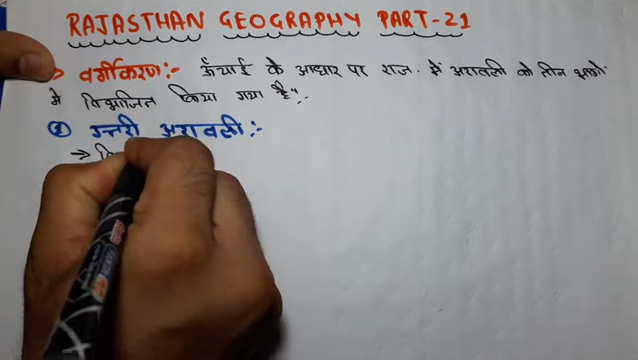 RAJASTHAN GEOGRAPHY PART-21
वर्गीकरण:- ऊँचाई के आधार पर राज. में अरावली को तीन भागों
मे विभाजित किया गया है":-
① उत्तरी अरावली:-
→ वि